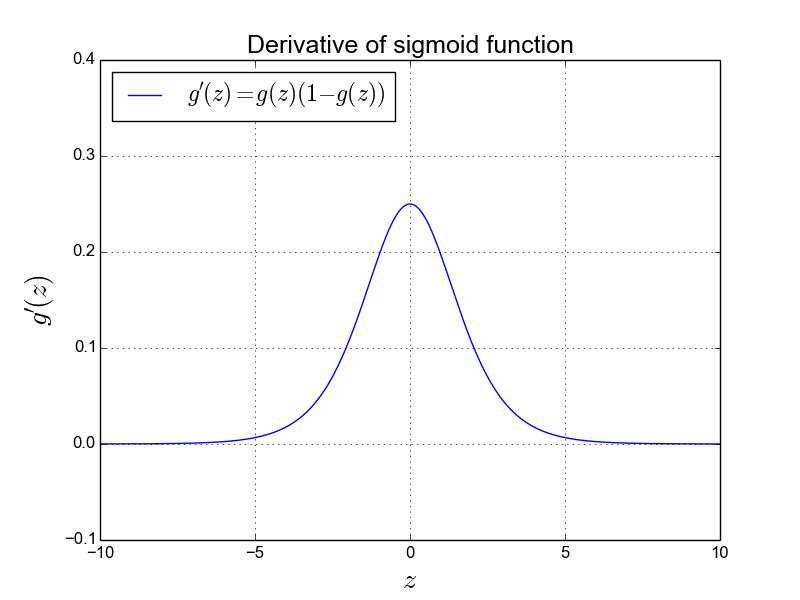 Derivative of sigmoid function
g′(z)=g(z)(1−g(z))
0.4
0.3
0.2
0.1
0.0
−0.1
g′(z)
−10
−5
0
5
10
z